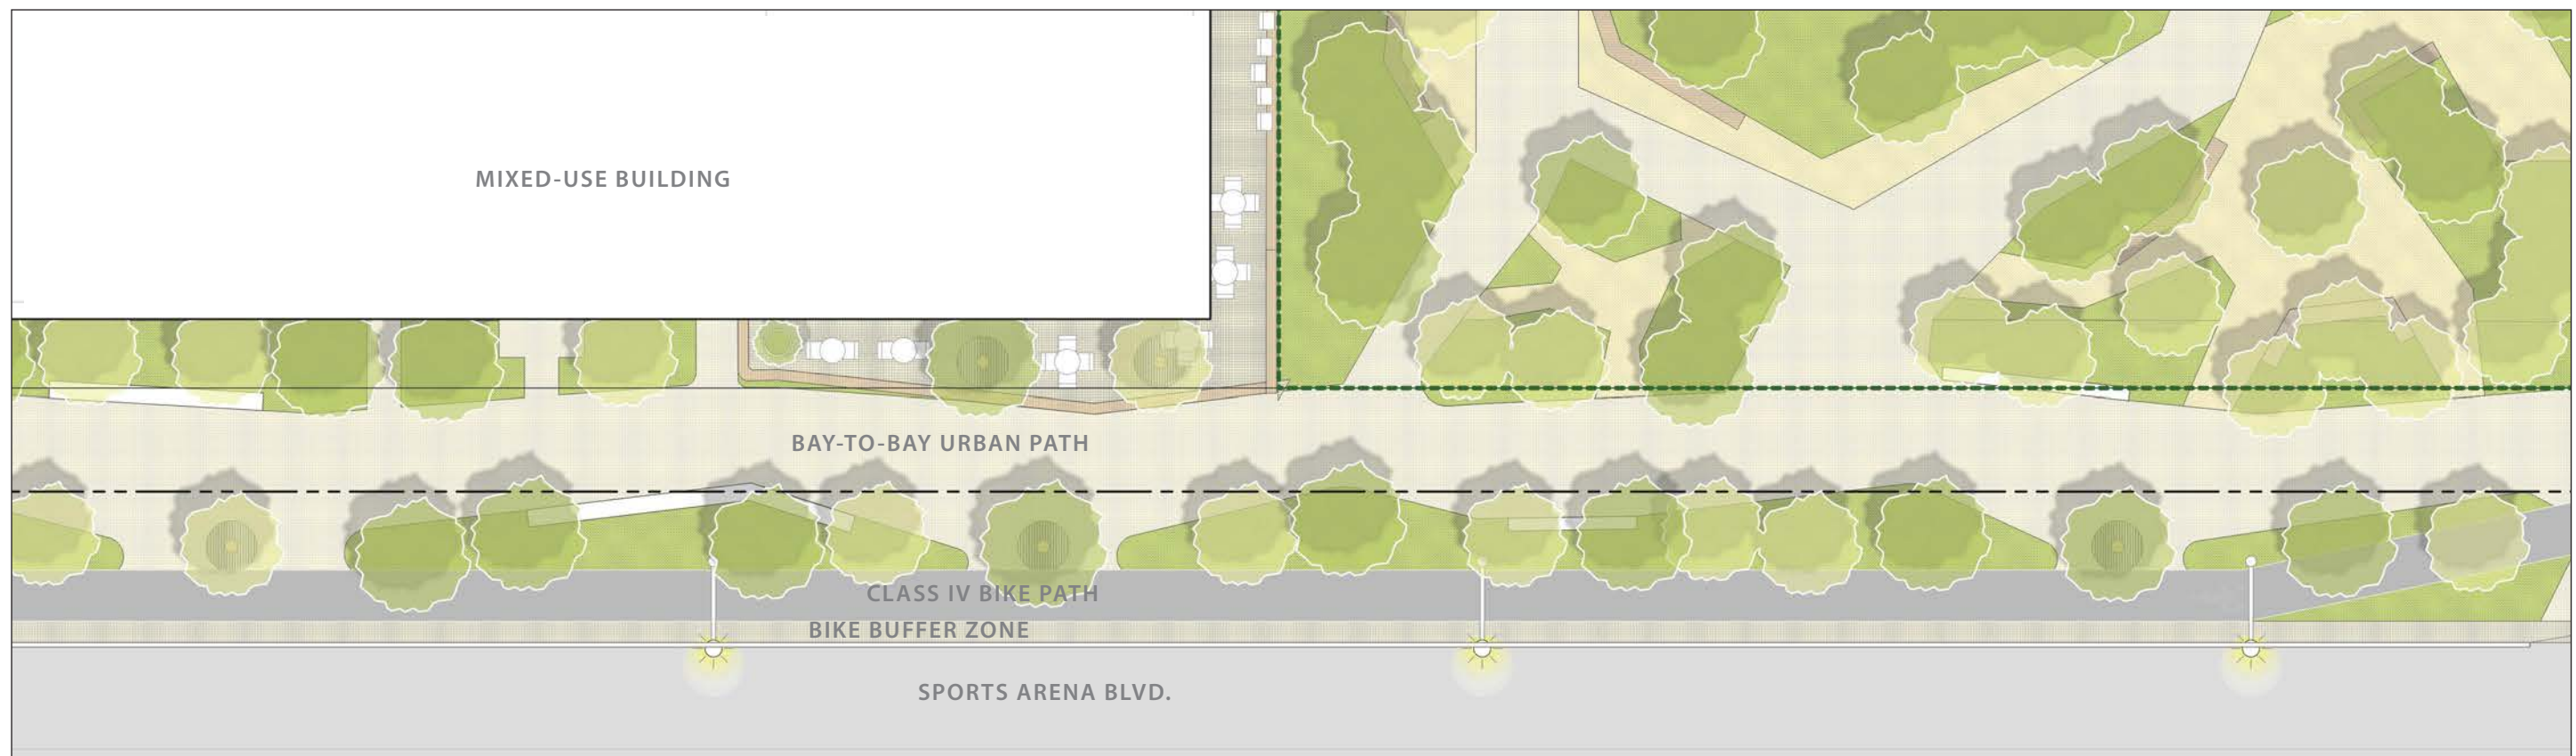 MIXED-USE BUILDING
BAY-TO-BAY URBAN PATH
CLASS IV BIKE PATH
BIKE BUFFER ZONE
SPORTS ARENA BLVD.